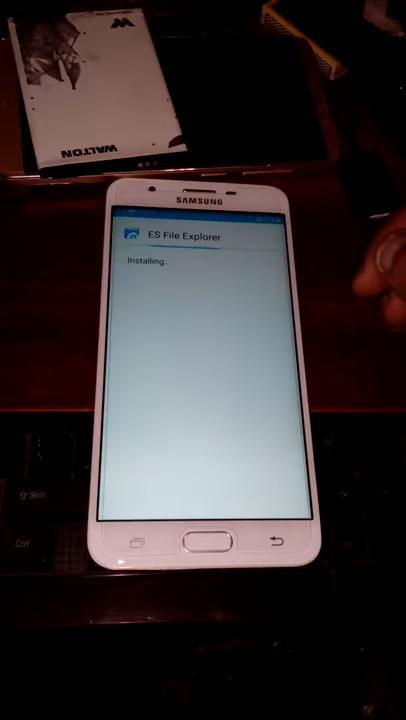 WALTON
SAMSUNG
ES File Explorer
Installing..
Shift
Ctrl